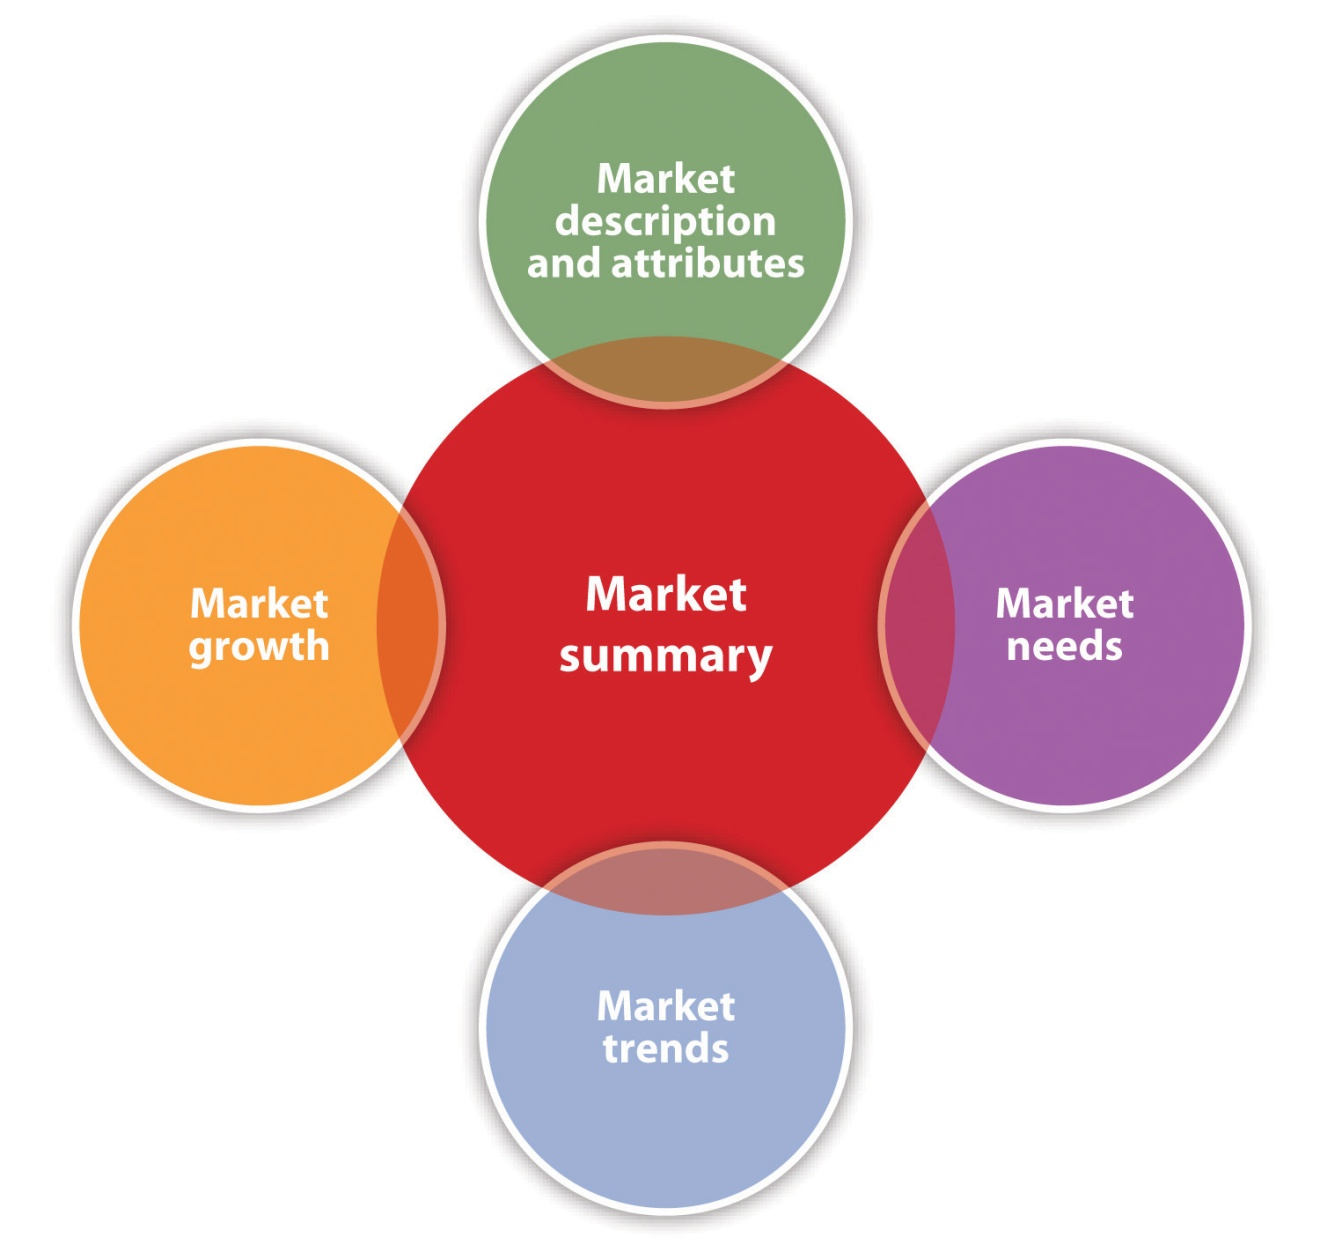 Market
description
and attributes
Market
growth
Market
summary
Market
needs
Market
trends